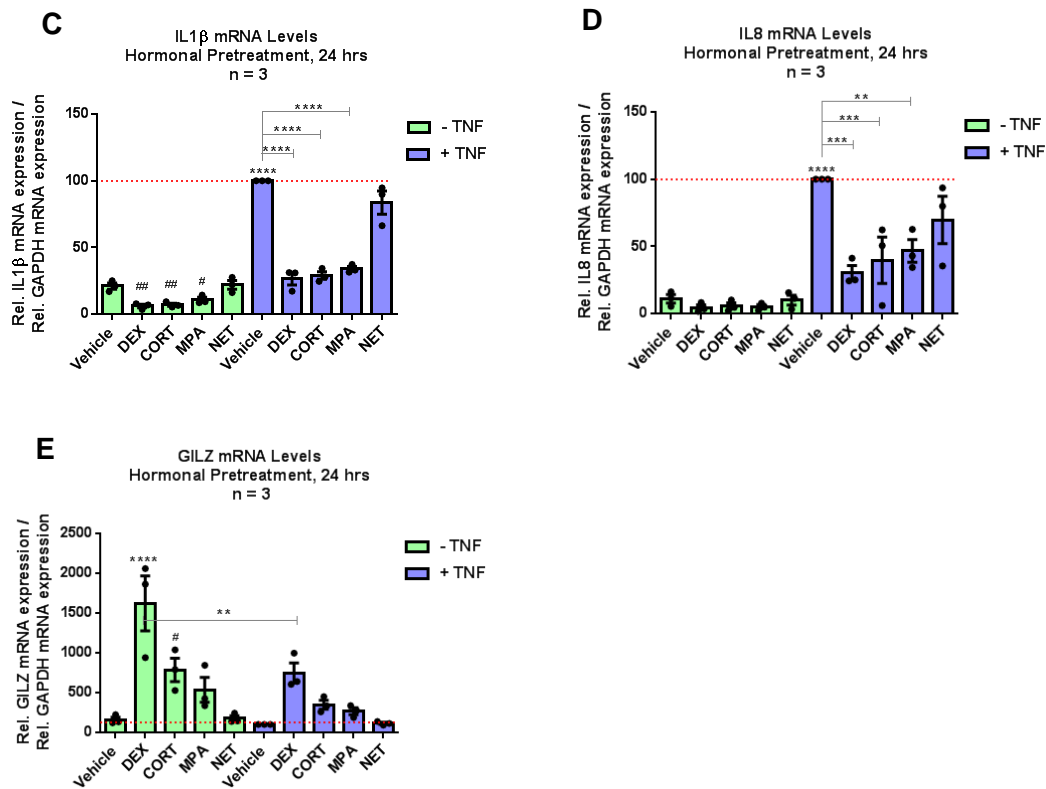 C
IL1β mRNA Levels
Hormonal Pretreatment, 24 hrs
n = 3
Rel. IL1β mRNA expression /
Rel. GAPDH mRNA expression
150
100
50
0
****
****
****
****
##
##
#
Vehicle
DEX
CORT
MPA
NET
Vehicle
DEX
CORT
MPA
NET
- TNF
+ TNF
D
IL8 mRNA Levels
Hormonal Pretreatment, 24 hrs
n = 3
Rel. IL8 mRNA expression /
Rel. GAPDH mRNA expression
150
100
50
0
**
***
***
****
Vehicle
DEX
CORT
MPA
NET
Vehicle
DEX
CORT
MPA
NET
- TNF
+ TNF
E
GILZ mRNA Levels
Hormonal Pretreatment, 24 hrs
n = 3
Rel. GILZ mRNA expression /
Rel. GAPDH mRNA expression
2500
2000
1500
1000
500
0
****
**
#
Vehicle
DEX
CORT
MPA
NET
Vehicle
DEX
CORT
MPA
NET
- TNF
+ TNF